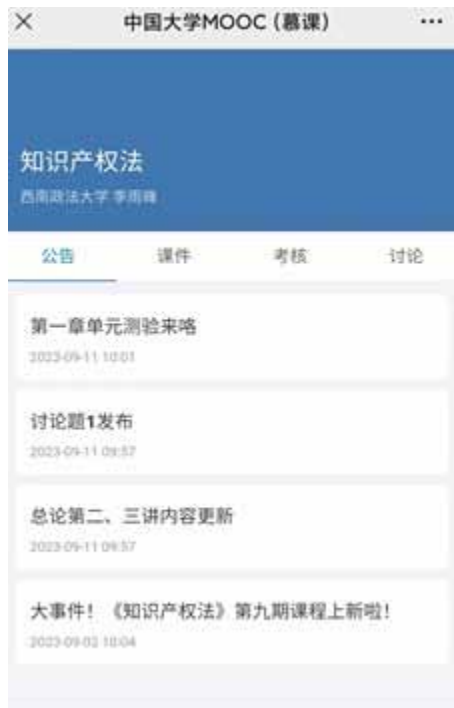 中国大学MOOC（慕课）
知识产权法
西南政法大学 李雨峰
公告 课件 考核 讨论
第一章单元测验来咯
2023-09-11 10:01
讨论题1发布
2023-09-11 09:57
总论第二、三讲内容更新
2023-09-11 09:57
大事件！《知识产权法》第九期课程上新啦！
2023-09-02 10:04